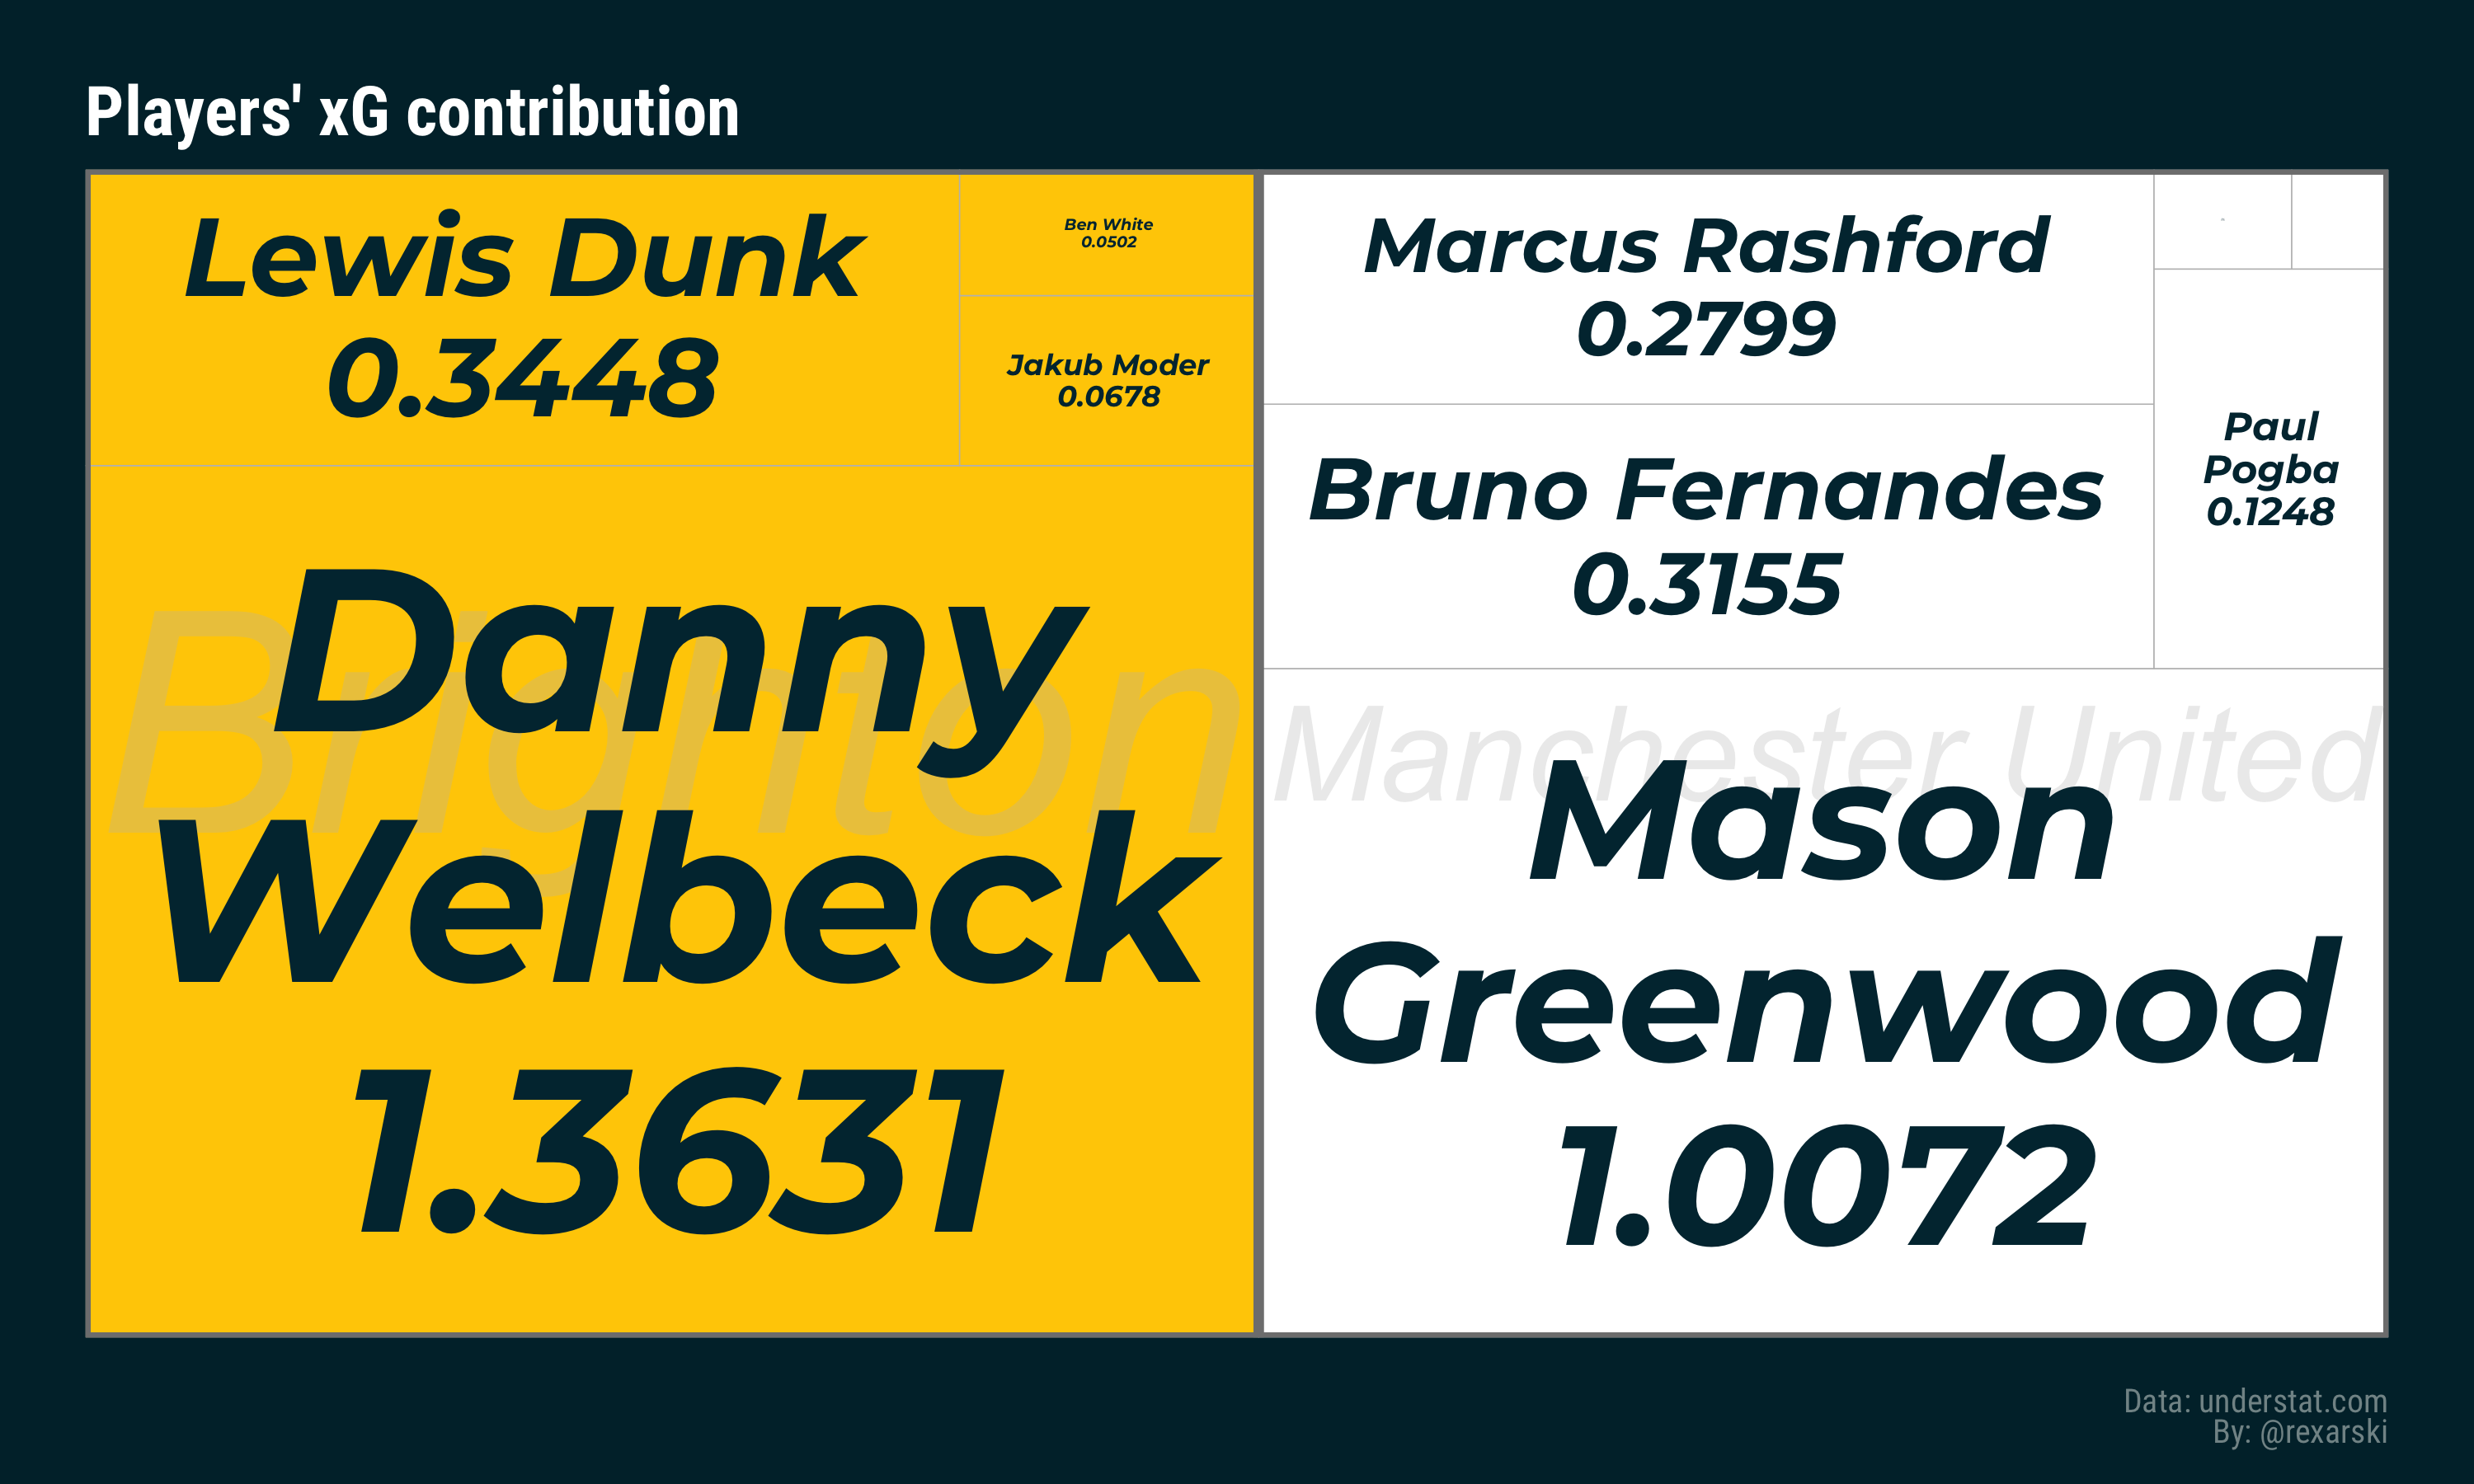 Players' xG contribution
Lewis Dunk
0.3448
Ben White
0.0502
Jakub Moder
0.0678
Brighton
Danny
Welbeck
1.3631
Marcus Rashford
0.2799
Bruno Fernandes
0.3155
Paul
Pogba
0.1248
Manchester United
Mason
Greenwood
1.0072
Data: understat.com
By: @rexarski